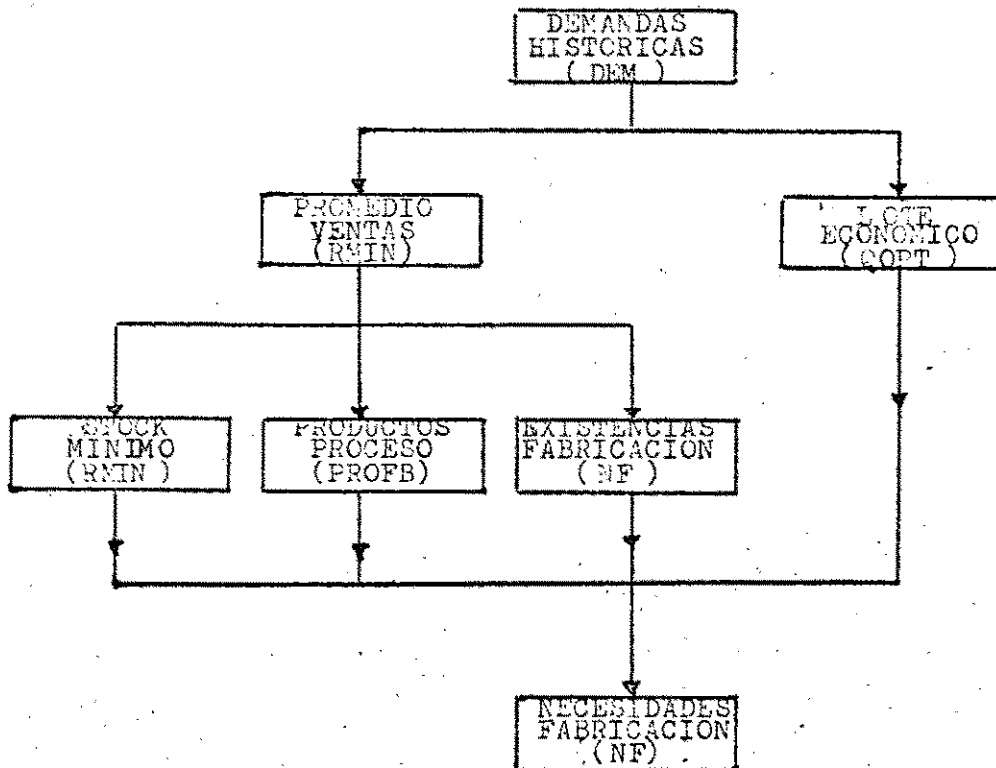 DEMANDAS
HISTORICAS
( DEM )
PROMEDIO
VENTAS
(RMIN)
LOTE
ECONOMICO
(QOPT )
STOCK
MINIMO
(RMIN )
PRODUCTOS
PROCESO
(PROFB)
EXISTENCIAS
FABRICACION
( NF )
NECESIDADES
FABRICACION
(NF)